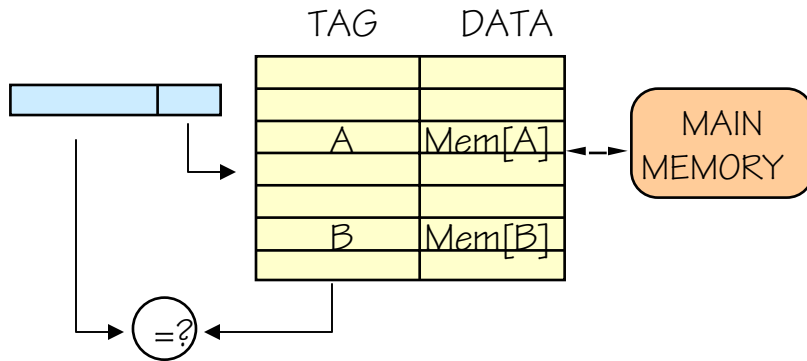 TAG DATA
A Mem[A]
MAIN
MEMORY
B Mem[B]
=?